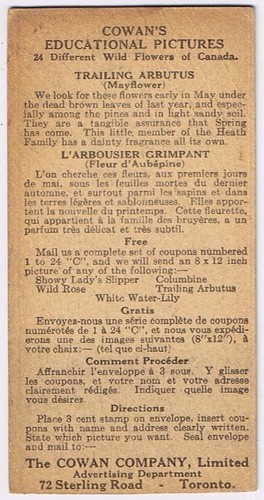 COWAN'S
EDUCATIONAL PICTURES
24 Different Wild Flowers of Canada.
TRAILING ARBUTUS
(Mayflower)
We look for these flowers early in May under
the dead brown leaves of last year, and espec-
ially among the pines and in light sandy soil.
They are a tangible assurance that Spring
has come. This little member of the Heath
Family has a dainty fragrance all its own.
L'ARBOUSIER GRIMPANT
(Fleur d'Aubépine)
L'on cherche ces fleurs, aux premiers jours
de mai, sous les feuilles mortes du dernier
automne, et surtout parmi les sapins et dans
les terres légères et sablonneuses. Elles appor-
tent la nouvelle du printemps. Cette fleurette,
qui appartient à la famille des bruyères, a un
parfum très délicat et très subtil.
Free
Mail us a complete set of coupons numbered
1 to 24 "C", and we will send an 8 x 12 inch
picture of any of the following:—
Showy Lady's Slipper Columbine
Wild Rose Trailing Arbutus
White Water-Lily
Gratis
Envoyez-nous une série complète de coupons
numérotés de 1 à 24 "C", et nous vous expédi-
erons une des images suivantes (8"x12"), à
votre choix:— (tel que ci-haut)
Comment Procéder
Affranchir l'enveloppe à 3 sous. Y glisser
les coupons, et votre nom et votre adresse
clairement rédigés. Indiquer quelle image
vous desirez.
Directions
Place 3 cent stamp on envelope, insert cou-
pons with name and address clearly written.
State which picture you want. Seal envelope
and mail to:—
The COWAN COMPANY, Limited
Advertising Department
72 Sterling Road - Toronto.